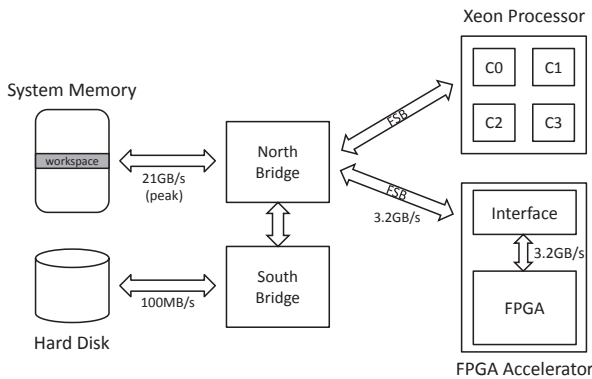 Xeon Processor
C0
C1
C2
C3
FSB
System Memory
workspace
21GB/s
(peak)
North
Bridge
FSB
3.2GB/s
Interface
3.2GB/s
FPGA
FPGA Accelerator
South
Bridge
100MB/s
Hard Disk